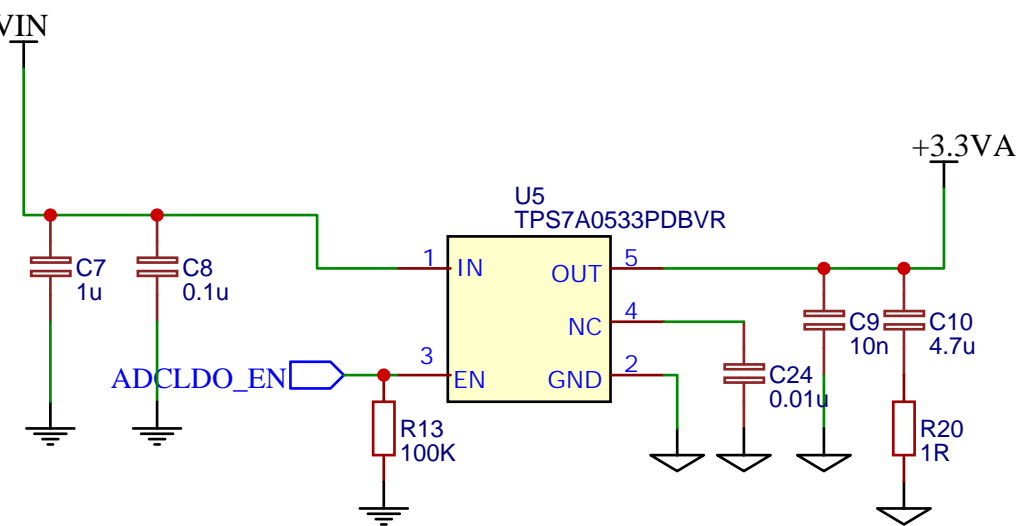 VIN
+3.3VA
U5
TPS7A0533PDBVR
1
IN
OUT
5
C7
1u
C8
0.1u
NC
4
C9
10n
C10
4.7u
ADCLDO_EN
3
EN
GND
2
C24
0.01u
R13
100K
R20
1R